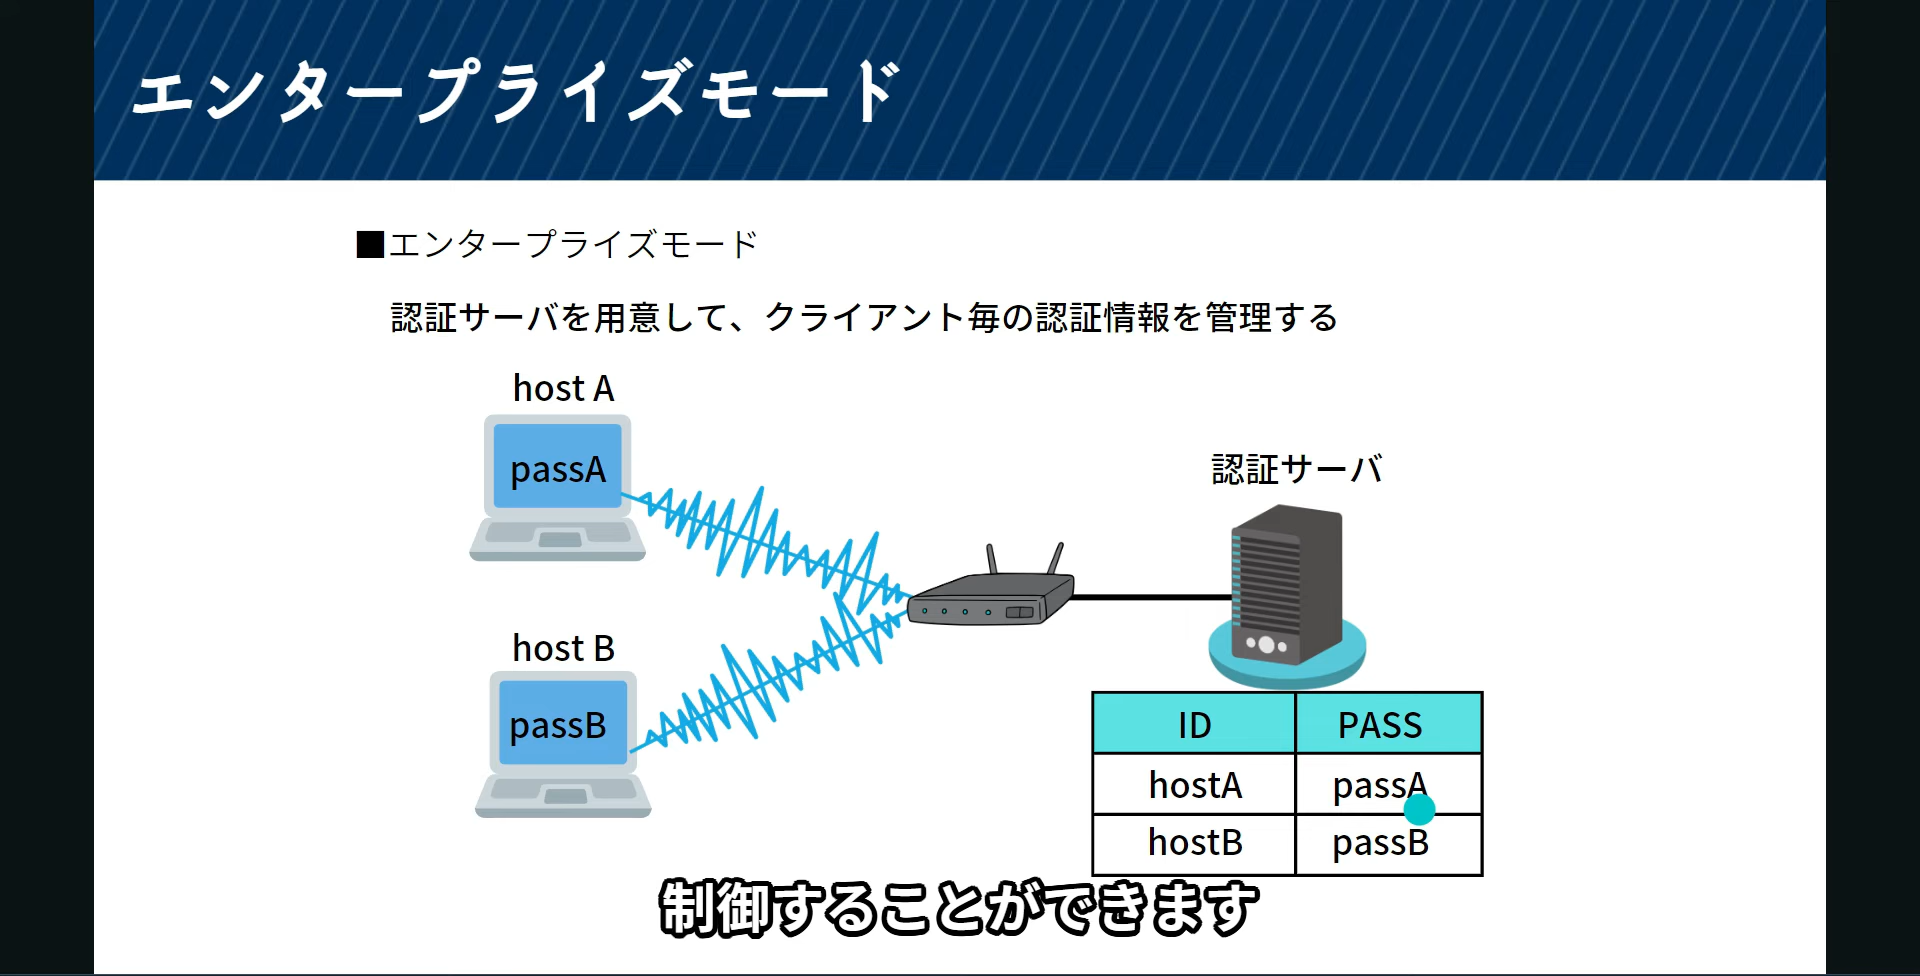 エンタープライズモード
■エンタープライズモード
認証サーバを用意して、クライアント毎の認証情報を管理する
host A
passA
認証サーバ
host B
passB
ID PASS
hostA passA
hostB passB
制御することができます